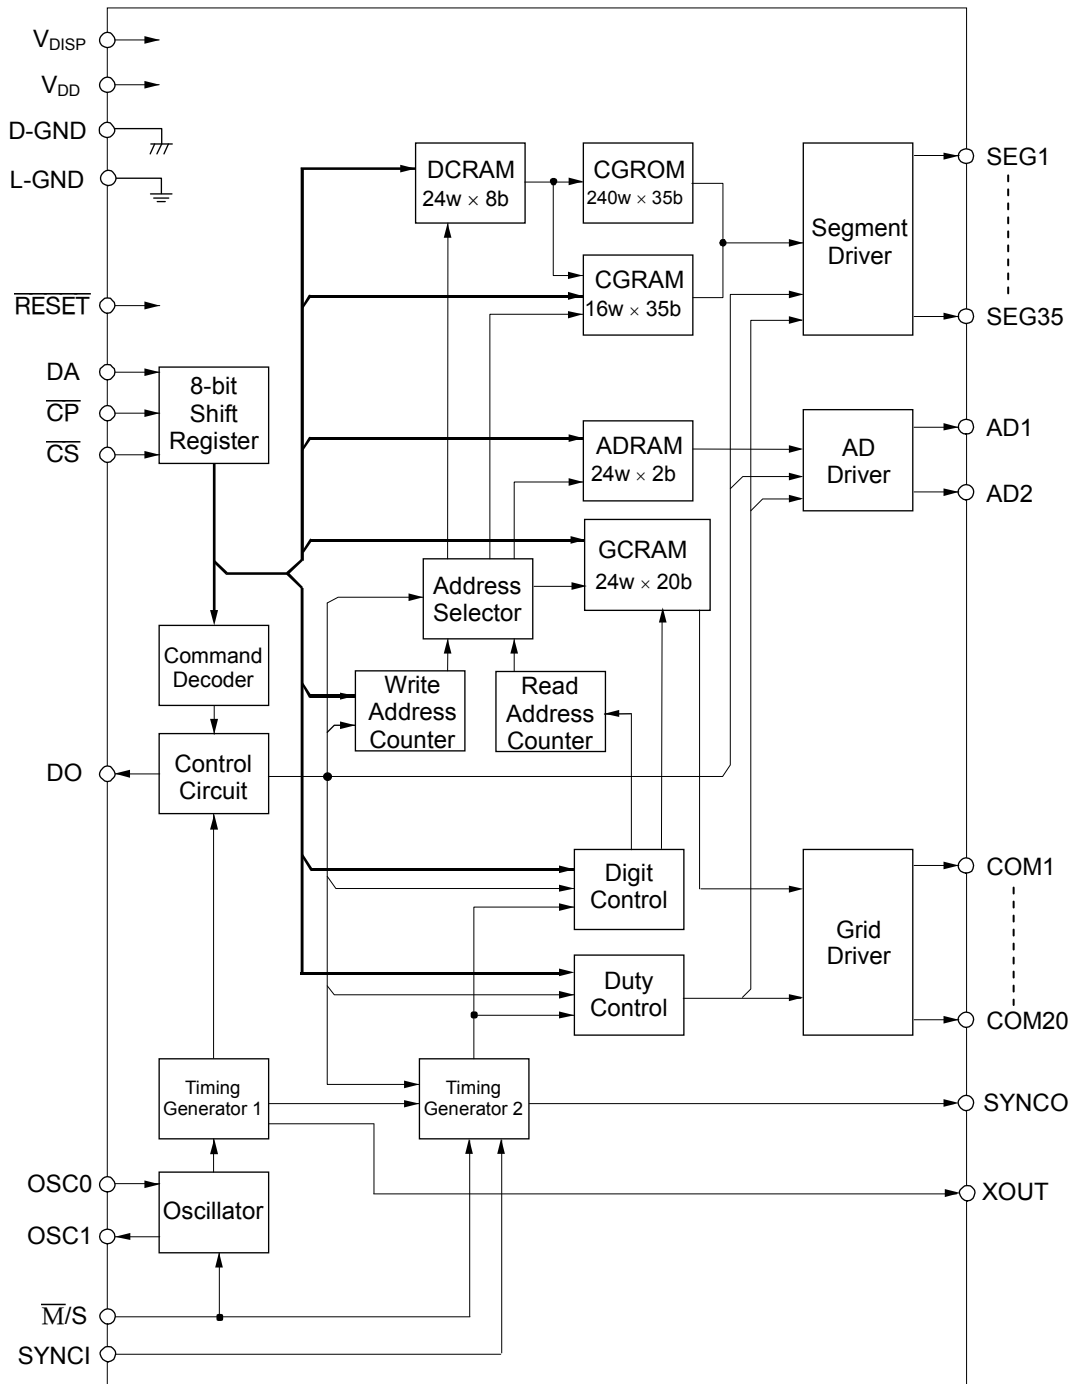 VDISP
VDD
D-GND
L-GND
RESET
DA
CP
CS
8-bit
Shift
Register
DCRAM
24w × 8b
CGROM
240w × 35b
CGRAM
16w × 35b
Segment
Driver
SEG1
SEG35
ADRAM
24w × 2b
AD
Driver
AD1
AD2
GCRAM
24w × 20b
Address
Selector
Command
Decoder
Write
Address
Counter
Read
Address
Counter
DO
Control
Circuit
Digit
Control
Duty
Control
Grid
Driver
COM1
COM20
Timing
Generator 1
Timing
Generator 2
SYNCO
XOUT
OSC0
OSC1
Oscillator
M/S
SYNCI